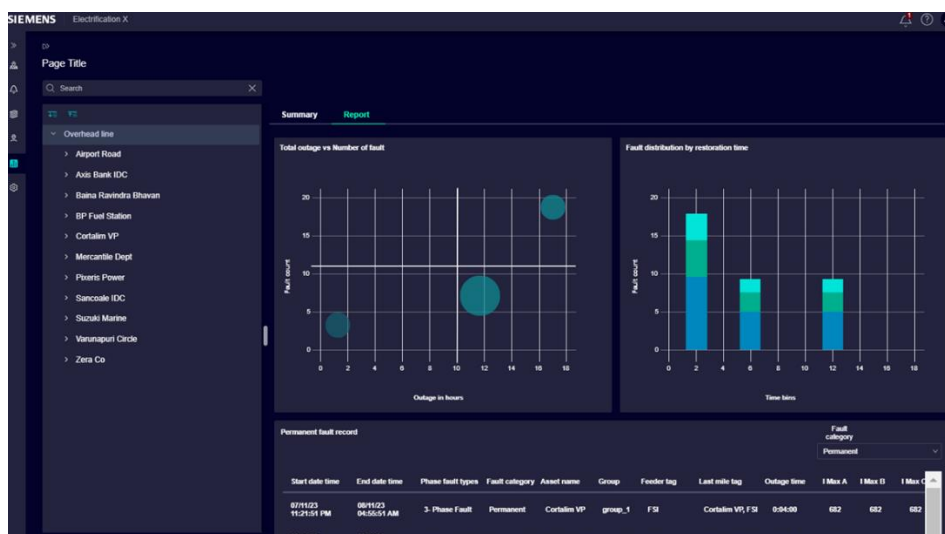 SIEMENS Electrification X
Page Title
Search
Overhead line
Airport Road
Axis Bank IDC
Baina Ravindra Bhavan
BP Fuel Station
Cortalim VP
Mercantile Dept
Pixeris Power
Sancoale IDC
Suzuki Marine
Varunapuri Circle
Zera Co
Summary Report
Total outage vs Number of fault
20
15
10
5
0
Fault count
0 2 4 6 8 10 12 14 16 18
Outage in hours
Fault distribution by restoration time
20
15
10
5
0
Fault count
0 2 4 6 8 10 12 14 16 18
Time bins
Permanent fault record
Fault
category
Permanent
Start date time End date time Phase fault types Fault category Asset name Group Feeder tag Last mile tag Outage time I Max A I Max B I Max C
07/11/23 08/11/23
11:21:51 PM 04:55:51 AM 3- Phase Fault Permanent Cortalim VP group_1 FSI Cortalim VP, FSI 0:04:00 682 682 682